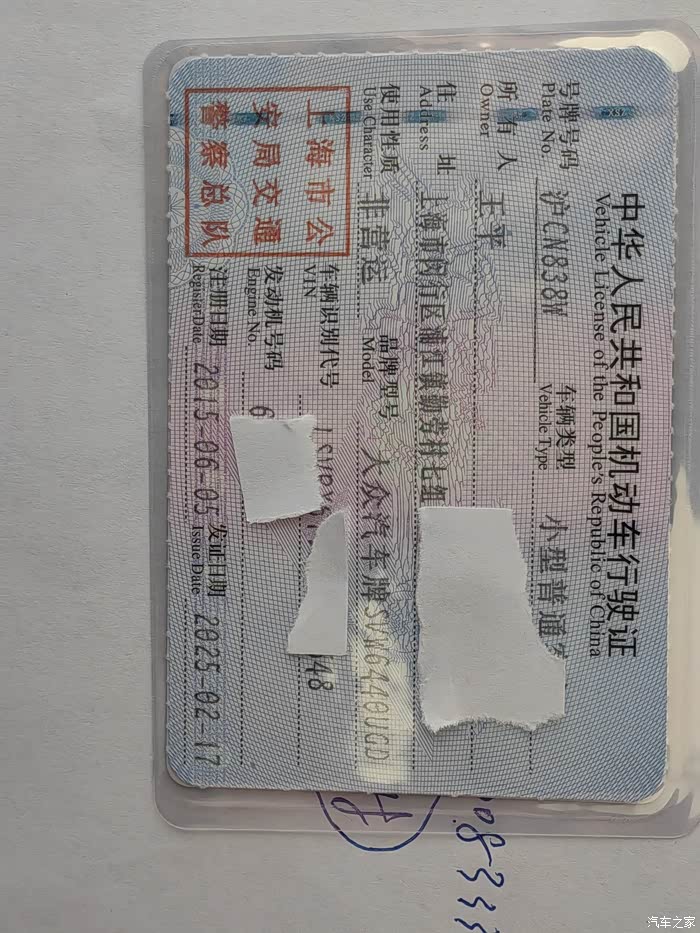 中华人民共和国机动车行驶证
Vehicle License of the People's Republic of China
号牌号码 沪CN838W 车辆类型 小型普通
Plate No. Vehicle Type
所有人 王平
Owner
住址 上海市闵行区浦江镇勤劳村七组
Address
使用性质 非营运 品牌型号 大众汽车牌SVW6440UGD
Use Character Model
上海市公安局交通警察总队
车辆识别代号 48
VIN
发动机号码 6
Engine No.
注册日期 2015-06-05 发证日期 2025-02-17
Register Date Issue Date
汽车之家